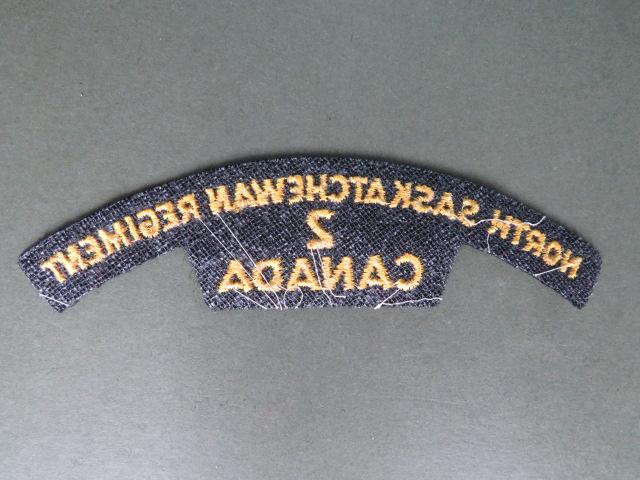 NORTH SASKATCHEWAN REGIMENT
2
CANADA